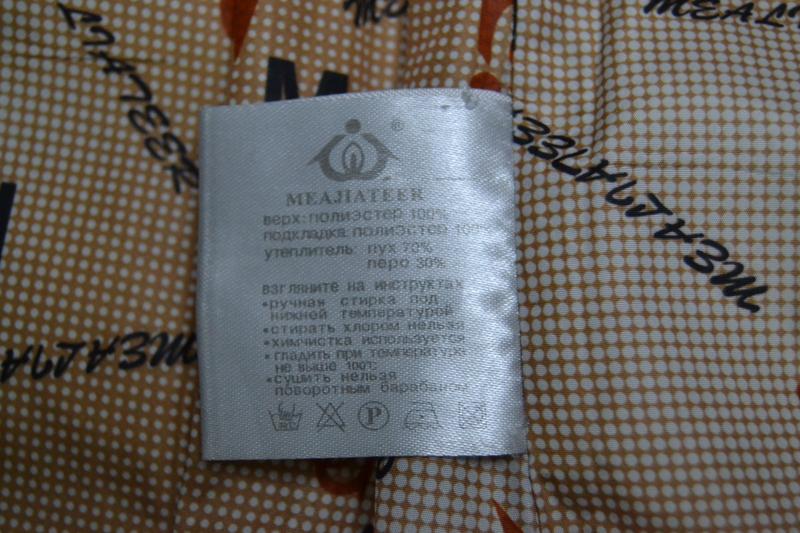 MEAJIATEER
®
верх: полиэстер 100%
подкладка: полиэстер 100%
утеплитель: пух 70%
перо 30%
взгляните на инструктах
•ручная стирка под
нижней температурой
•стирать хлором нельзя
•химчистка используется
•гладить при температуре
не выше 100℃
•сушить нельзя
поворотным барабаном
P